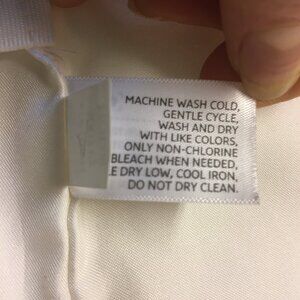 MACHINE WASH COLD,
GENTLE CYCLE,
WASH AND DRY
WITH LIKE COLORS,
ONLY NON-CHLORINE
BLEACH WHEN NEEDED,
DRY LOW, COOL IRON,
DO NOT DRY CLEAN.